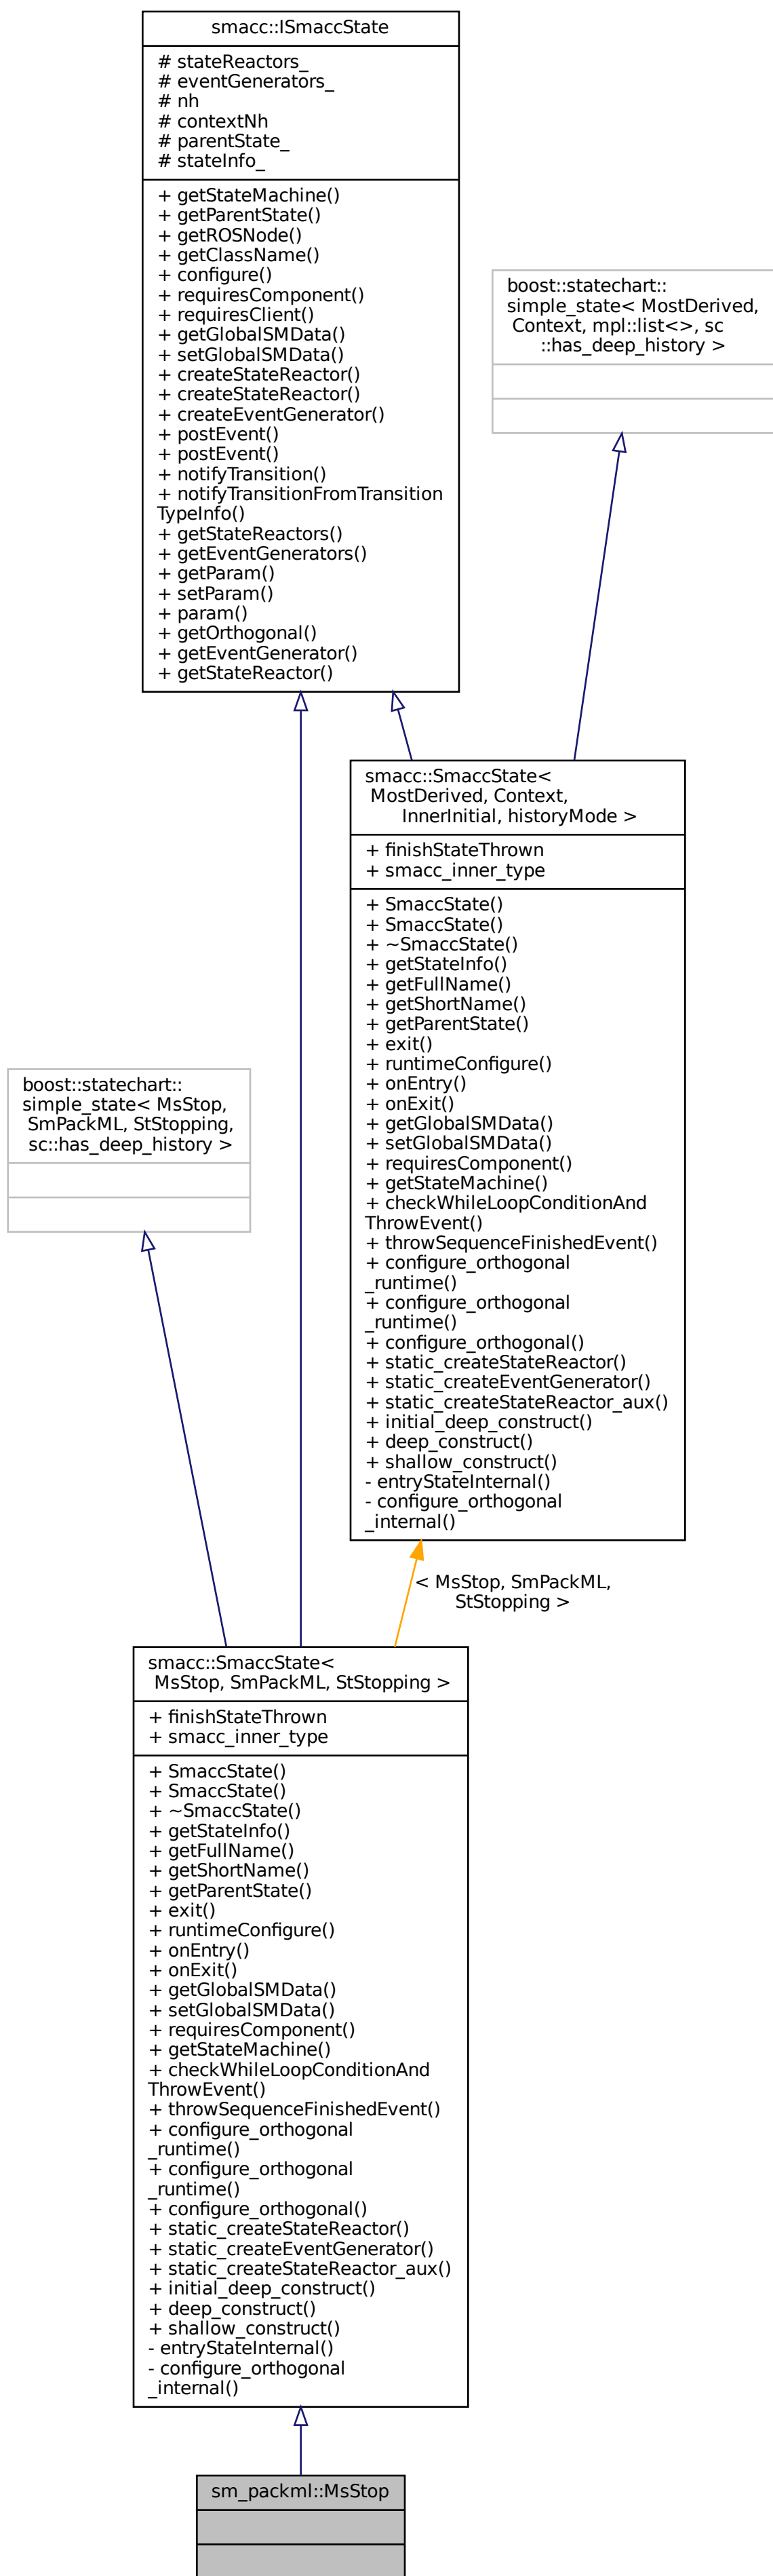 smacc::ISmaccState
# stateReactors_
# eventGenerators_
# nh
# contextNh
# parentState_
# stateInfo_
+ getStateMachine()
+ getParentState()
+ getROSNode()
+ getClassName()
+ configure()
+ requiresComponent()
+ requiresClient()
+ getGlobalSMData()
+ setGlobalSMData()
+ createStateReactor()
+ createStateReactor()
+ createEventGenerator()
+ postEvent()
+ postEvent()
+ notifyTransition()
+ notifyTransitionFromTransition
TypeInfo()
+ getStateReactors()
+ getEventGenerators()
+ getParam()
+ setParam()
+ param()
+ getOrthogonal()
+ getEventGenerator()
+ getStateReactor()
boost::statechart::
simple_state< MostDerived,
Context, mpl::list<>, sc
::has_deep_history >
smacc::SmaccState<
MostDerived, Context,
InnerInitial, historyMode >
+ finishStateThrown
+ smacc_inner_type
+ SmaccState()
+ SmaccState()
+ ~SmaccState()
+ getStateInfo()
+ getFullName()
+ getShortName()
+ getParentState()
+ exit()
+ runtimeConfigure()
+ onEntry()
+ onExit()
+ getGlobalSMData()
+ setGlobalSMData()
+ requiresComponent()
+ getStateMachine()
+ checkWhileLoopConditionAnd
ThrowEvent()
+ throwSequenceFinishedEvent()
+ configure_orthogonal
_runtime()
+ configure_orthogonal
_runtime()
+ configure_orthogonal()
+ static_createStateReactor()
+ static_createEventGenerator()
+ static_createStateReactor_aux()
+ initial_deep_construct()
+ deep_construct()
+ shallow_construct()
- entryStateInternal()
- configure_orthogonal
_internal()
boost::statechart::
simple_state< MsStop,
SmPackML, StStopping,
sc::has_deep_history >
< MsStop, SmPackML,
StStopping >
smacc::SmaccState<
MsStop, SmPackML, StStopping >
+ finishStateThrown
+ smacc_inner_type
+ SmaccState()
+ SmaccState()
+ ~SmaccState()
+ getStateInfo()
+ getFullName()
+ getShortName()
+ getParentState()
+ exit()
+ runtimeConfigure()
+ onEntry()
+ onExit()
+ getGlobalSMData()
+ setGlobalSMData()
+ requiresComponent()
+ getStateMachine()
+ checkWhileLoopConditionAnd
ThrowEvent()
+ throwSequenceFinishedEvent()
+ configure_orthogonal
_runtime()
+ configure_orthogonal
_runtime()
+ configure_orthogonal()
+ static_createStateReactor()
+ static_createEventGenerator()
+ static_createStateReactor_aux()
+ initial_deep_construct()
+ deep_construct()
+ shallow_construct()
- entryStateInternal()
- configure_orthogonal
_internal()
sm_packml::MsStop